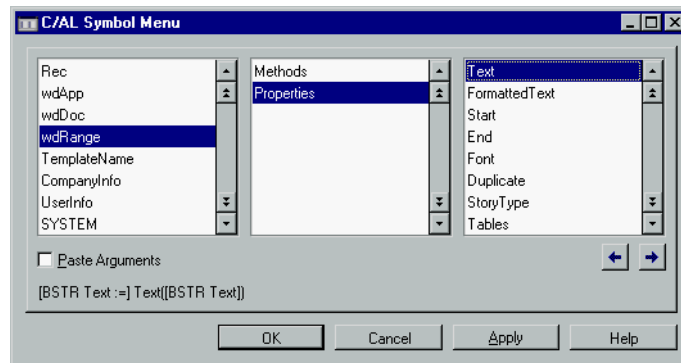 C/AL Symbol Menu
Rec
wdApp
wdDoc
wdRange
TemplateName
CompanyInfo
UserInfo
SYSTEM
Methods
Properties
Text
FormattedText
Start
End
Font
Duplicate
StoryType
Tables
Paste Arguments
[BSTR Text :=] Text([BSTR Text])
OK Cancel Apply Help